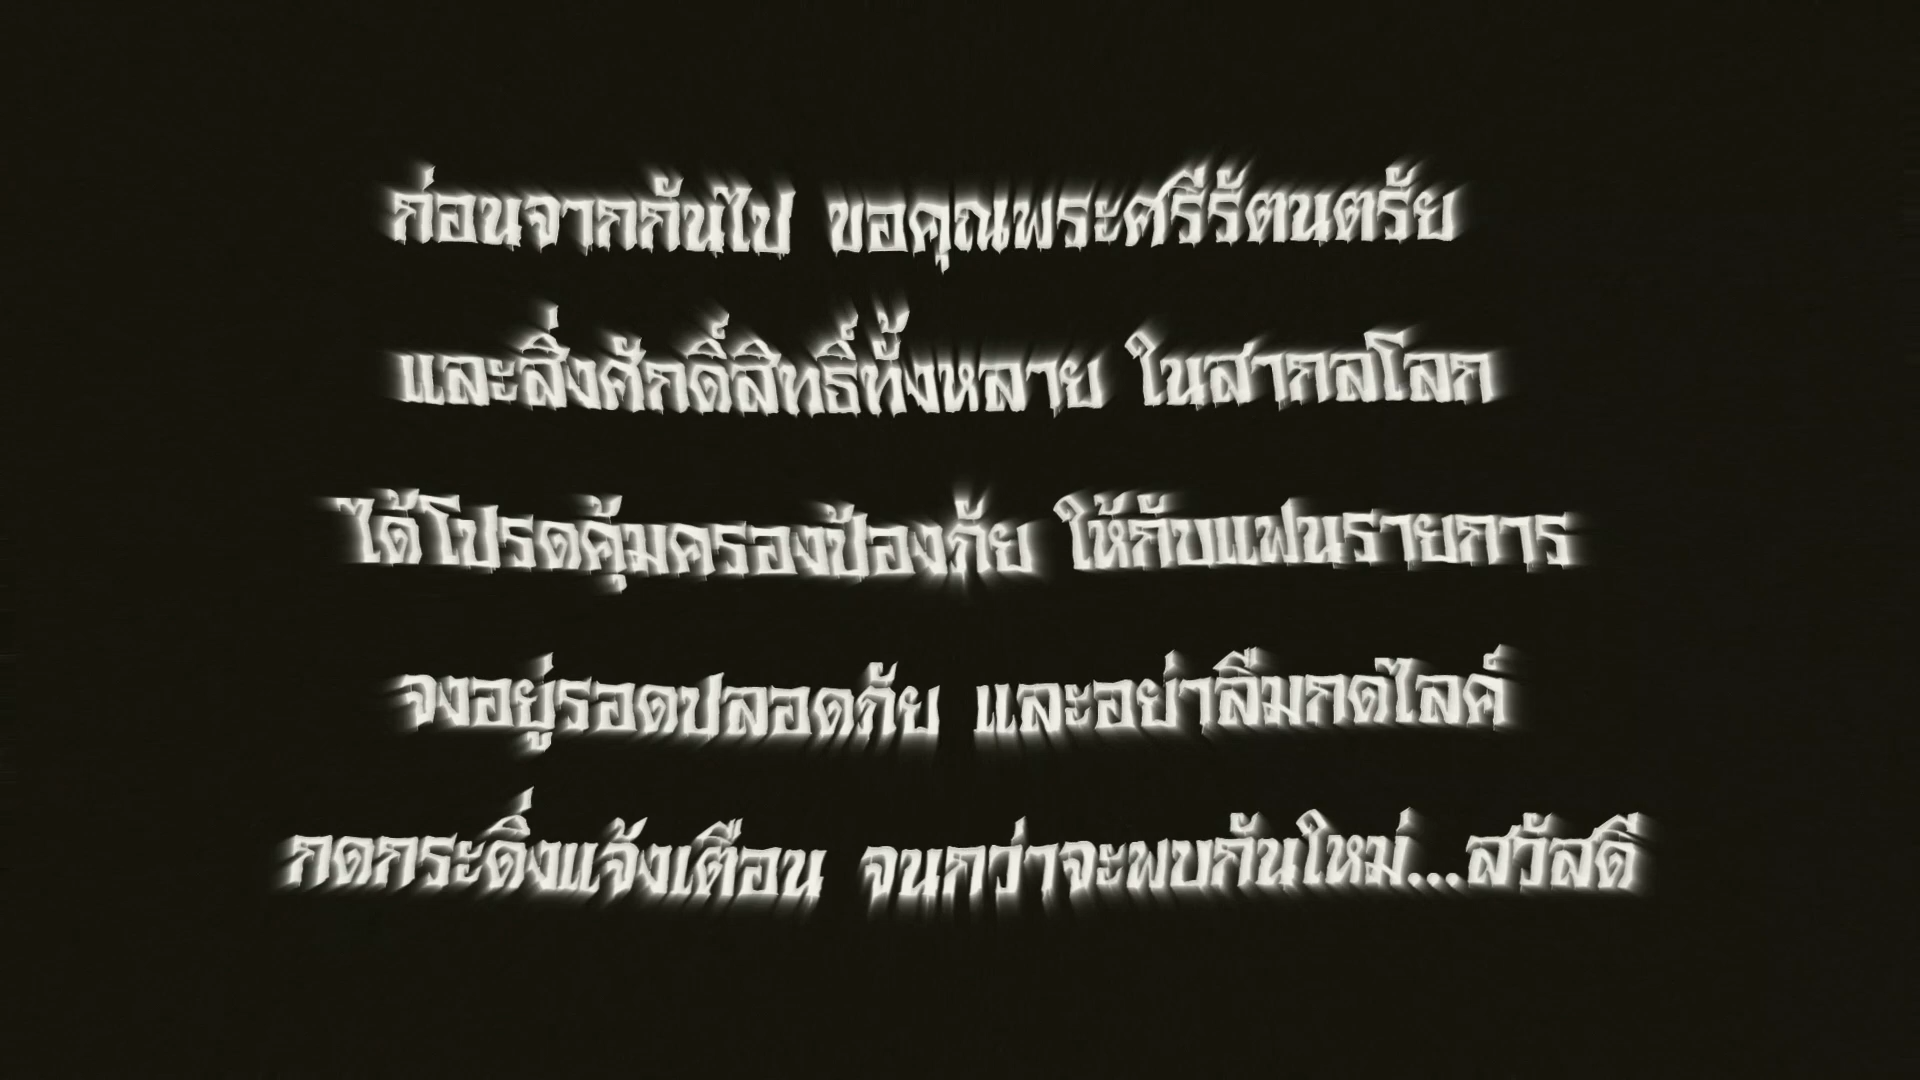 ก่อนจากกันไป ขอคุณพระศรีรัตนตรัย
และสิ่งศักดิ์สิทธิ์ทั้งหลาย ในสากลโลก
ได้โปรดคุ้มครองป้องภัย ให้กับแฟนรายการ
จงอยู่รอดปลอดภัย และอย่าลืมกดไลค์
กดกระดิ่งแจ้งเตือน จนกว่าจะพบกันใหม่...สวัสดี